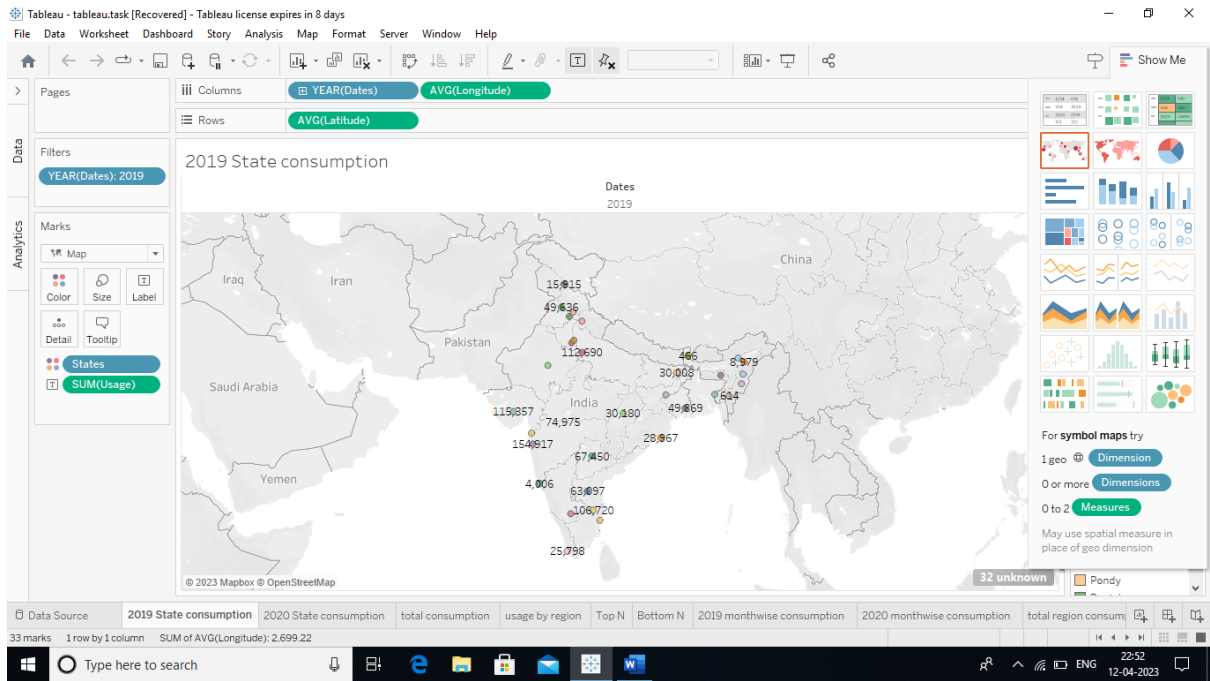 Tableau - tableau.task [Recovered] - Tableau license expires in 8 days
File Data Worksheet Dashboard Story Analysis Map Format Server Window Help
Show Me
Pages
Columns
YEAR(Dates)
AVG(Longitude)
Rows
AVG(Latitude)
Data
Analytics
Filters
YEAR(Dates): 2019
Marks
Map
Color
Size
Label
Detail
Tooltip
States
SUM(Usage)
2019 State consumption
Dates
2019
China
Iraq
Iran
15,915
49,636
Pakistan
112,690
466
8,979
30,008
Saudi Arabia
India
614
115,857
30,180
49,869
74,975
154,917
28,967
67,450
Yemen
4,006
63,697
106,720
25,798
© 2023 Mapbox © OpenStreetMap
32 unknown
For symbol maps try
1 geo Dimension
0 or more Dimensions
0 to 2 Measures
May use spatial measure in
place of geo dimension
Pondy
Data Source
2019 State consumption
2020 State consumption
total consumption
usage by region
Top N
Bottom N
2019 monthwise consumption
2020 monthwise consumption
total region consum
33 marks 1 row by 1 column SUM of AVG(Longitude): 2,699.22
Type here to search
ENG
22:52
12-04-2023